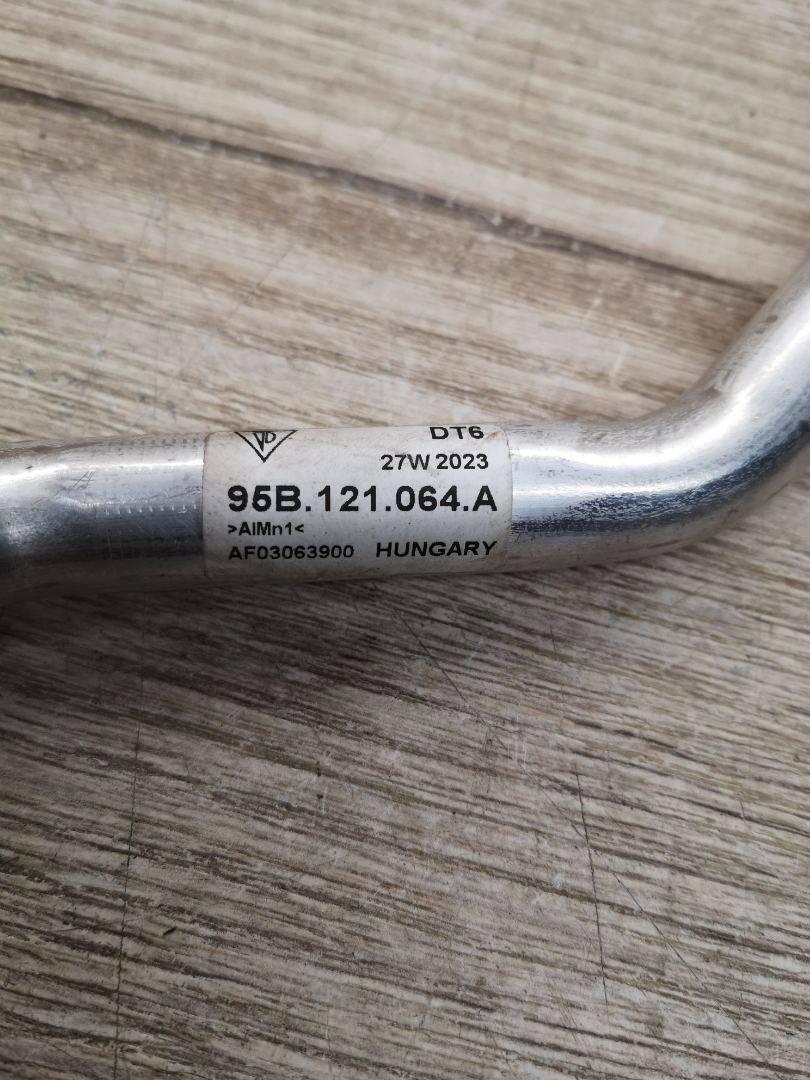 DT6
27W 2023
95B.121.064.A
>AlMn1<
AF03063900 HUNGARY